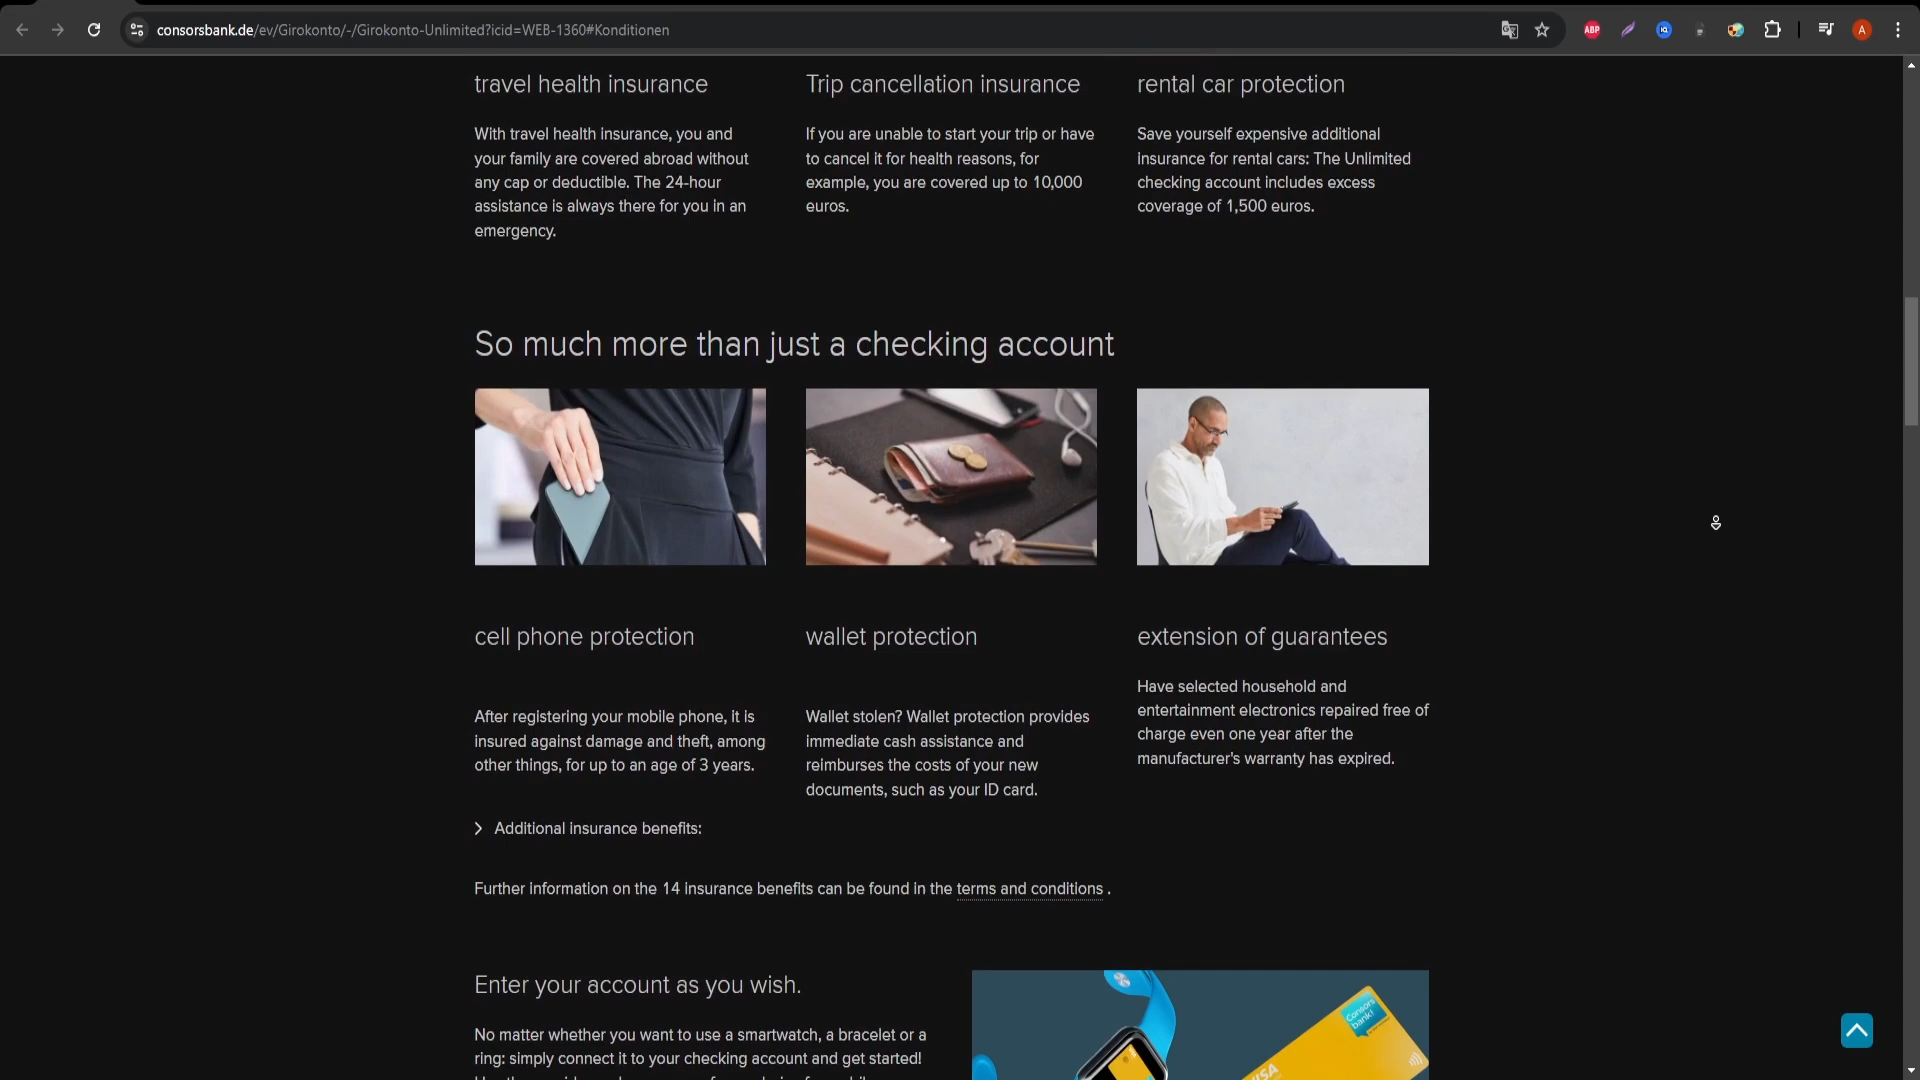 consorsbank.de/ev/Girokonto/-/Girokonto-Unlimited?icid=WEB-1360#Konditionen
ABP
A
travel health insurance
With travel health insurance, you and
your family are covered abroad without
any cap or deductible. The 24-hour
assistance is always there for you in an
emergency.
Trip cancellation insurance
If you are unable to start your trip or have
to cancel it for health reasons, for
example, you are covered up to 10,000
euros.
rental car protection
Save yourself expensive additional
insurance for rental cars: The Unlimited
checking account includes excess
coverage of 1,500 euros.
So much more than just a checking account
cell phone protection
After registering your mobile phone, it is
insured against damage and theft, among
other things, for up to an age of 3 years.
wallet protection
Wallet stolen? Wallet protection provides
immediate cash assistance and
reimburses the costs of your new
documents, such as your ID card.
extension of guarantees
Have selected household and
entertainment electronics repaired free of
charge even one year after the
manufacturer's warranty has expired.
Additional insurance benefits:
Further information on the 14 insurance benefits can be found in the terms and conditions .
Enter your account as you wish.
No matter whether you want to use a smartwatch, a bracelet or a
ring: simply connect it to your checking account and get started!
Consors
bank!
VISA